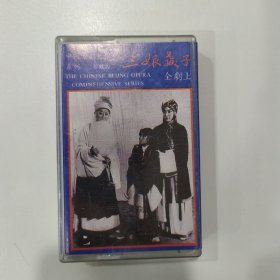 三娘教子
全剧上
THE CHINESE BEIJING OPERA
COMPREHENSIVE SERIES